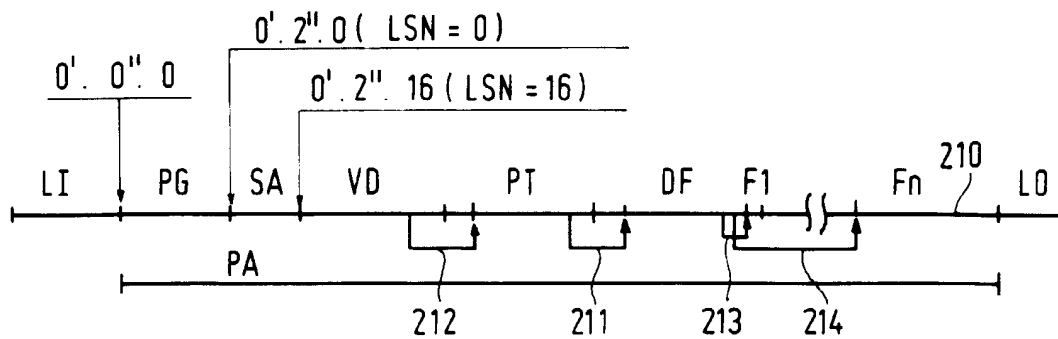 0'. 2". 0 ( LSN = 0)
0'. 0". 0
0'. 2". 16 ( LSN = 16)
210
LI PG SA VD PT DF F1 Fn LO
PA
212 211 213 214